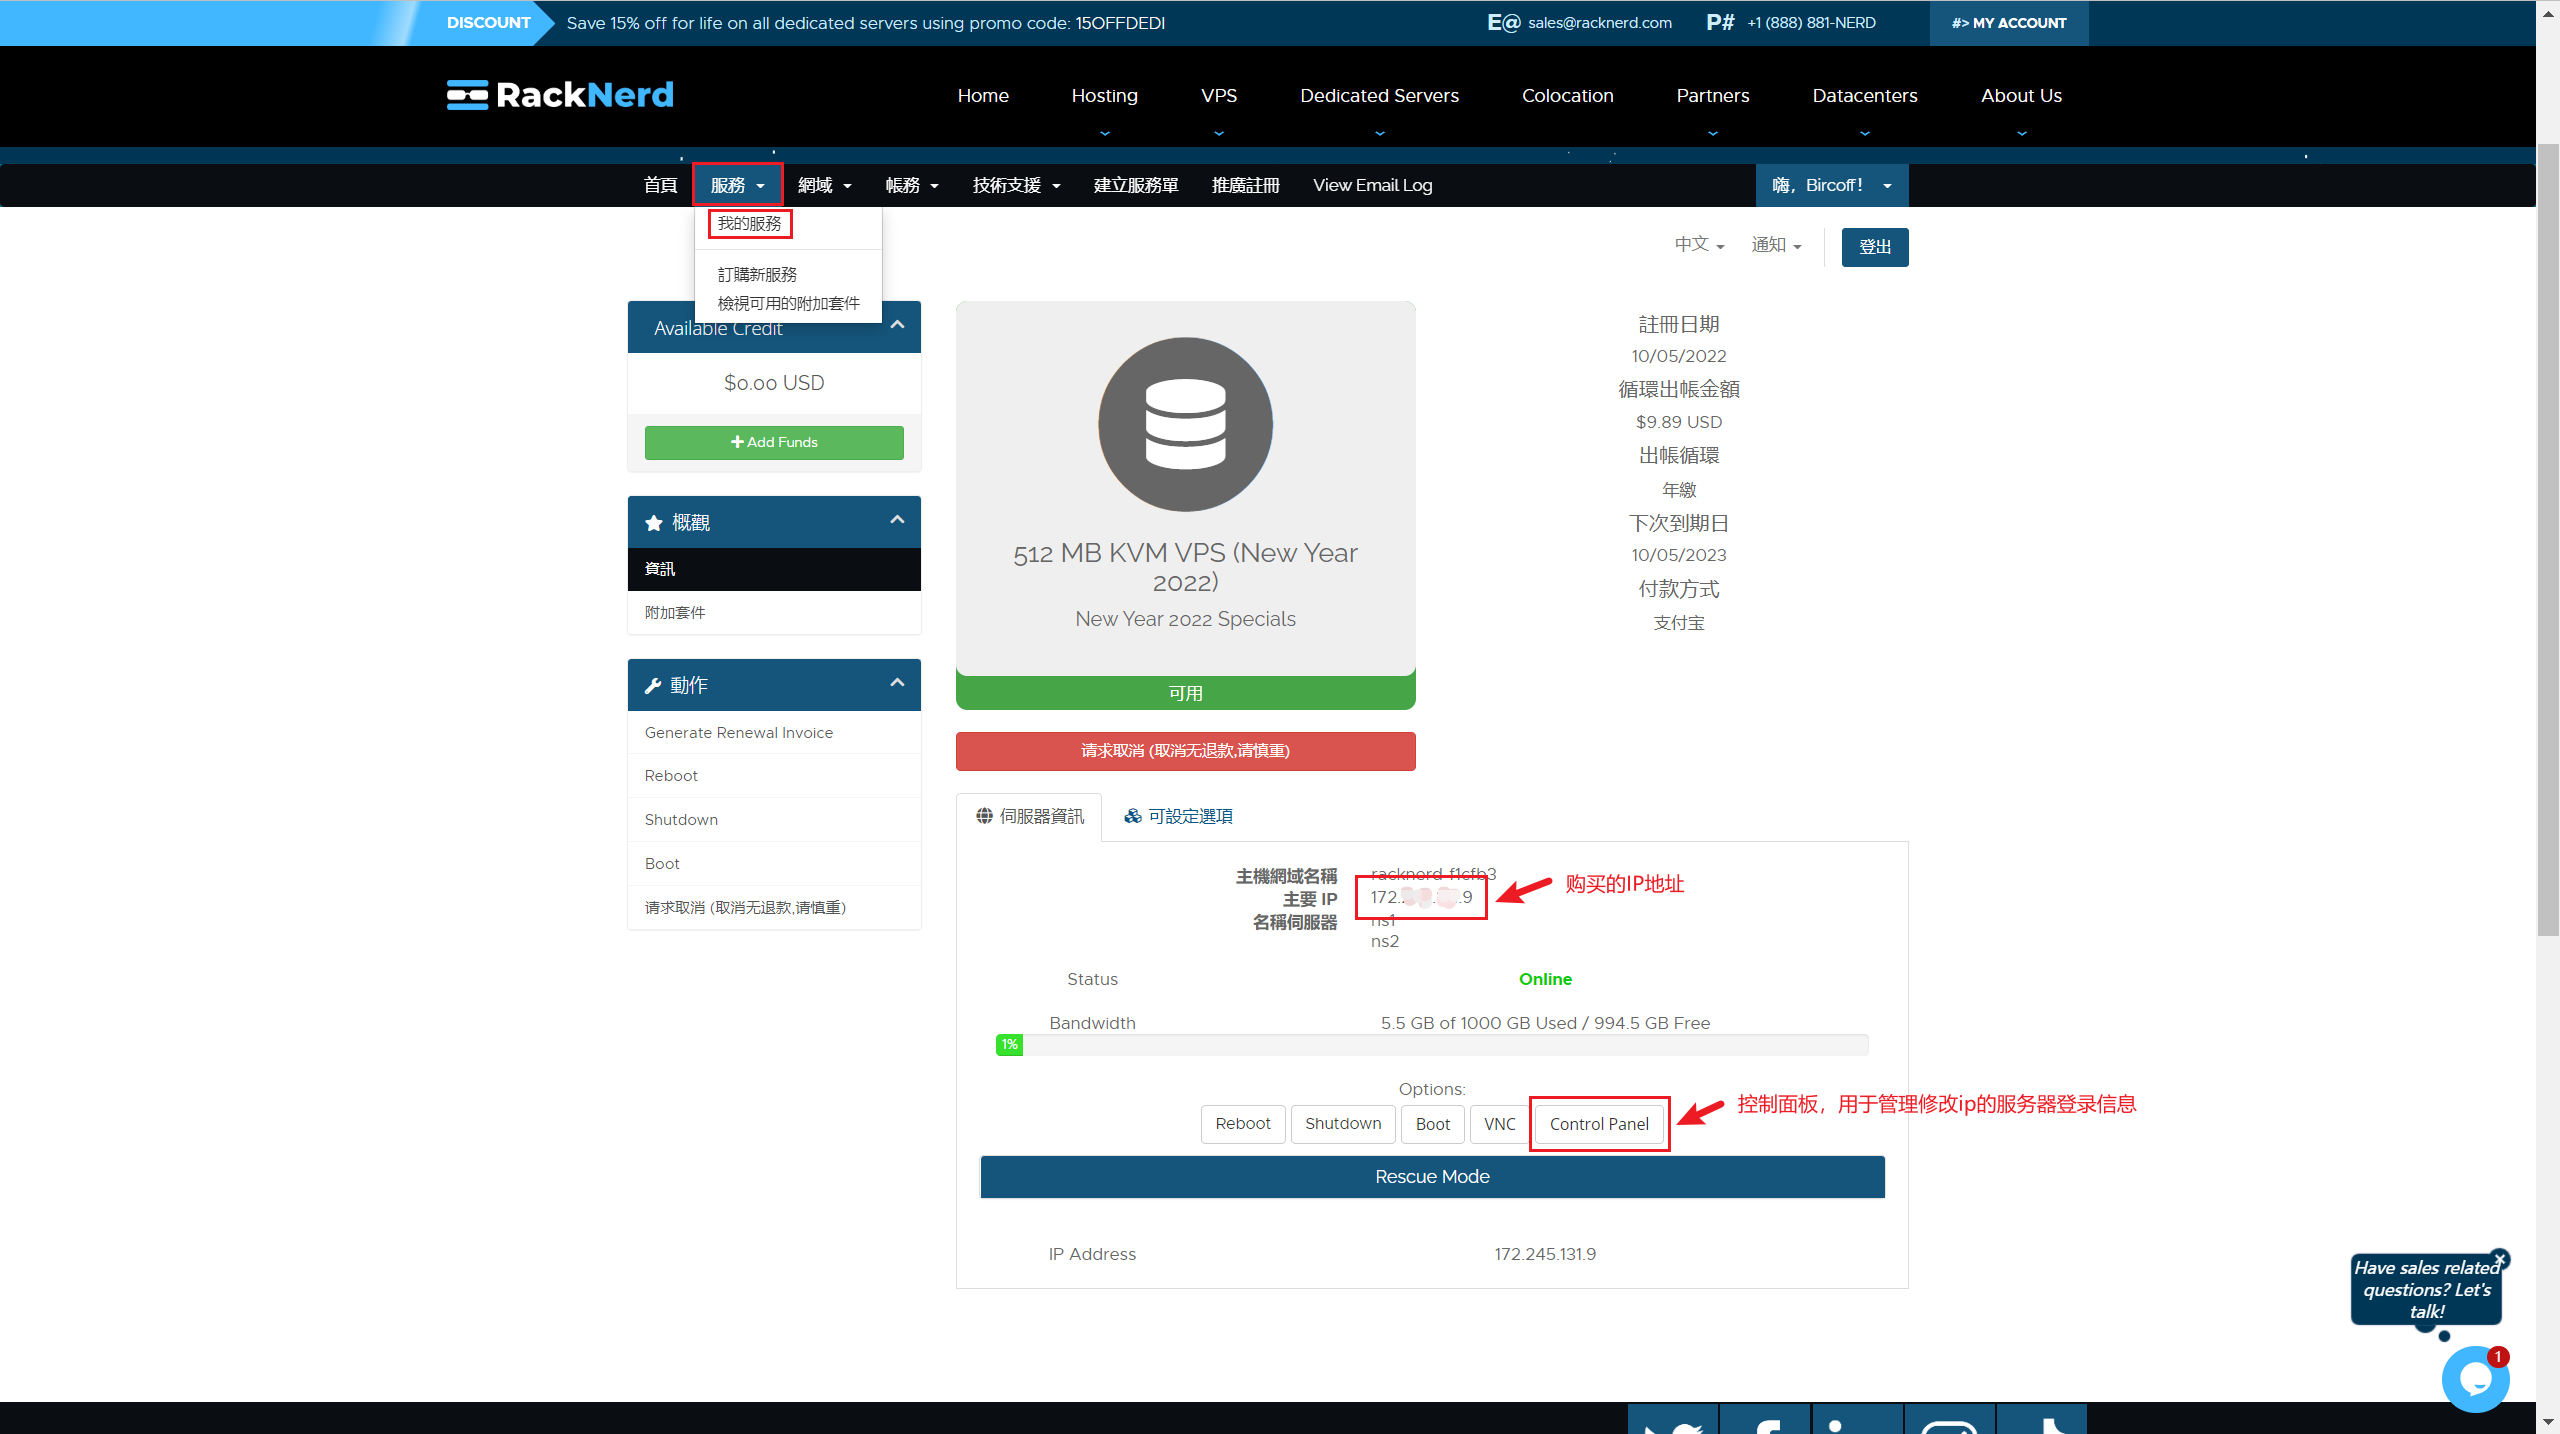 DISCOUNT
Save 15% off for life on all dedicated servers using promo code: 15OFFDEDI
E@ sales@racknerd.com
P# +1 (888) 881-NERD
#> MY ACCOUNT
RackNerd
Home
Hosting
VPS
Dedicated Servers
Colocation
Partners
Datacenters
About Us
首頁
服務
網域
帳務
技術支援
建立服務單
推廣註冊
View Email Log
嗨, Bircoff!
我的服務
訂購新服務
檢視可用的附加套件
中文
通知
登出
Available Credit
$0.00 USD
Add Funds
概觀
資訊
附加套件
動作
Generate Renewal Invoice
Reboot
Shutdown
Boot
请求取消 (取消无退款,请慎重)
512 MB KVM VPS (New Year
2022)
New Year 2022 Specials
可用
请求取消 (取消无退款,请慎重)
註冊日期
10/05/2022
循環出帳金額
$9.89 USD
出帳循環
年繳
下次到期日
10/05/2023
付款方式
支付宝
伺服器資訊
可設定選項
主機網域名稱 racknerd-f1cfb3
主要 IP 172. .9
名稱伺服器 ns1
ns2
购买的IP地址
Status Online
Bandwidth 5.5 GB of 1000 GB Used / 994.5 GB Free
1%
Options:
Reboot
Shutdown
Boot
VNC
Control Panel
控制面板，用于管理修改ip的服务器登录信息
Rescue Mode
IP Address 172.245.131.9
Have sales related
questions? Let's
talk!
1